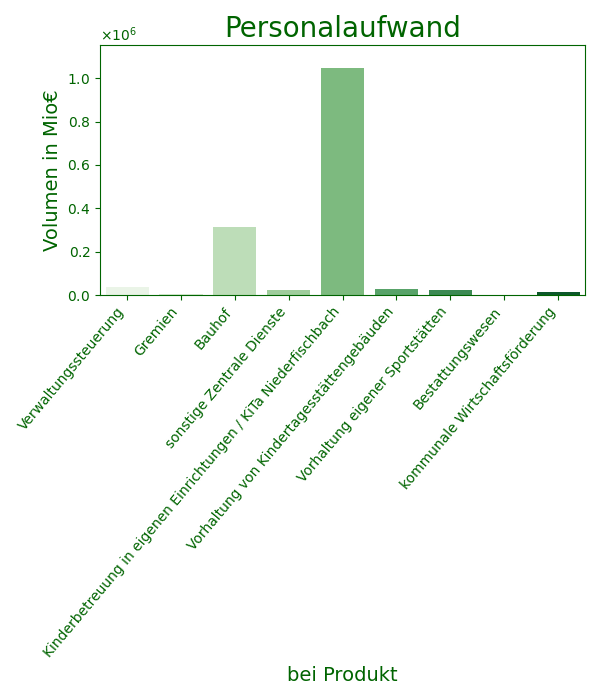 Personalaufwand
×10⁶
Volumen in Mio€
1.0
0.8
0.6
0.4
0.2
0.0
Verwaltungssteuerung
Gremien
Bauhof
sonstige Zentrale Dienste
Kinderbetreuung in eigenen Einrichtungen / KiTa Niederfischbach
Vorhaltung von Kindertagesstättengebäuden
Vorhaltung eigener Sportstätten
Bestattungswesen
kommunale Wirtschaftsförderung
bei Produkt